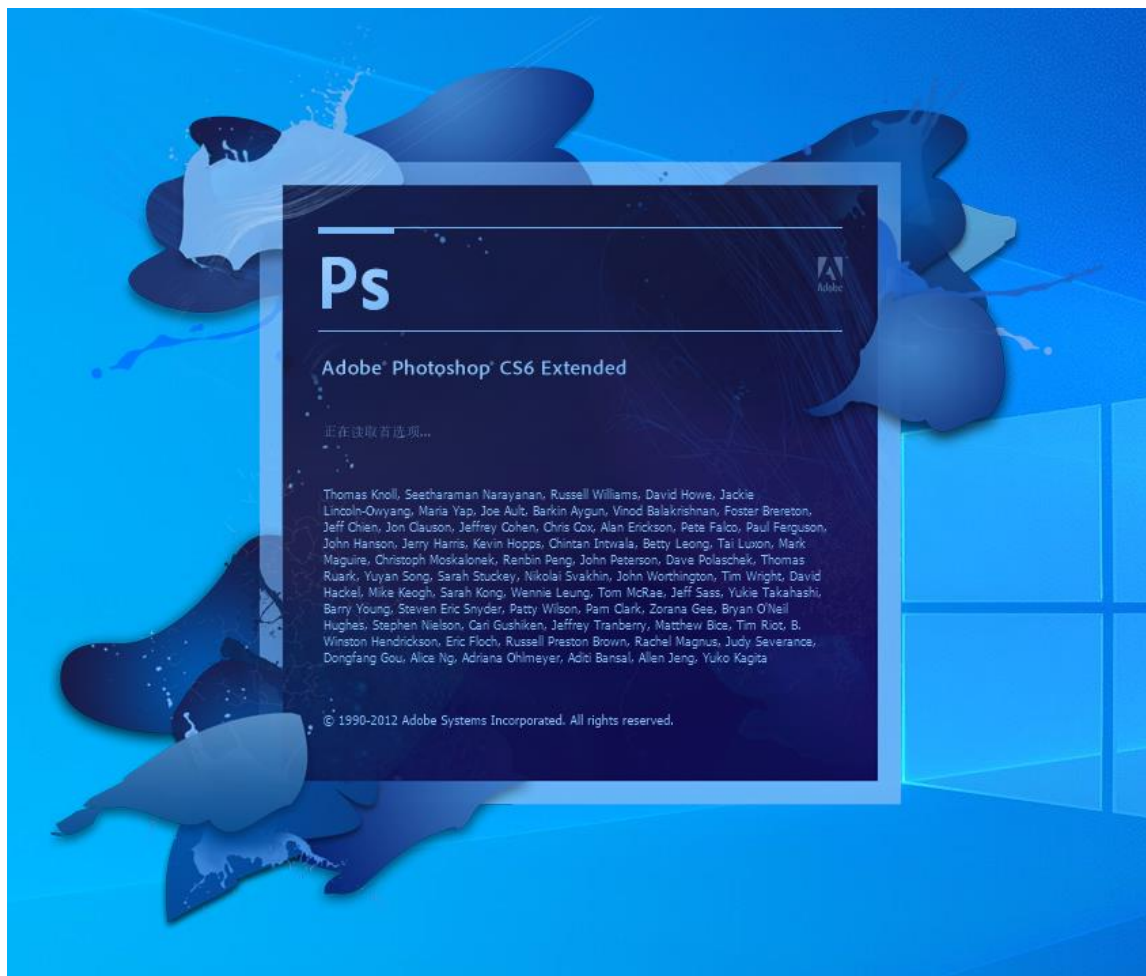 Ps
Adobe
Adobe® Photoshop® CS6 Extended
正在读取首选项...
Thomas Knoll, Seetharaman Narayanan, Russell Williams, David Howe, Jackie
Lincoln-Owyang, Maria Yap, Joe Ault, Barkin Aygun, Vinod Balakrishnan, Foster Brereton,
Jeff Chien, Jon Clauson, Jeffrey Cohen, Chris Cox, Alan Erickson, Pete Falco, Paul Ferguson,
John Hanson, Jerry Harris, Kevin Hopps, Chintan Intwala, Betty Leong, Tai Luxon, Mark
Maguire, Christoph Moskalonek, Renbin Peng, John Peterson, Dave Polaschek, Thomas
Ruark, Yuyan Song, Sarah Stuckey, Nikolai Svakhin, John Worthington, Tim Wright, David
Hackel, Mike Keogh, Sarah Kong, Wennie Leung, Tom McRae, Jeff Sass, Yukie Takahashi,
Barry Young, Steven Eric Snyder, Patty Wilson, Pam Clark, Zorana Gee, Bryan O'Neil
Hughes, Stephen Nielson, Cari Gushiken, Jeffrey Tranberry, Matthew Bice, Tim Riot, B.
Winston Hendrickson, Eric Floch, Russell Preston Brown, Rachel Magnus, Judy Severance,
Dongfang Gou, Alice Ng, Adriana Ohlmeyer, Aditi Bansal, Allen Jeng, Yuko Kagita
© 1990-2012 Adobe Systems Incorporated. All rights reserved.